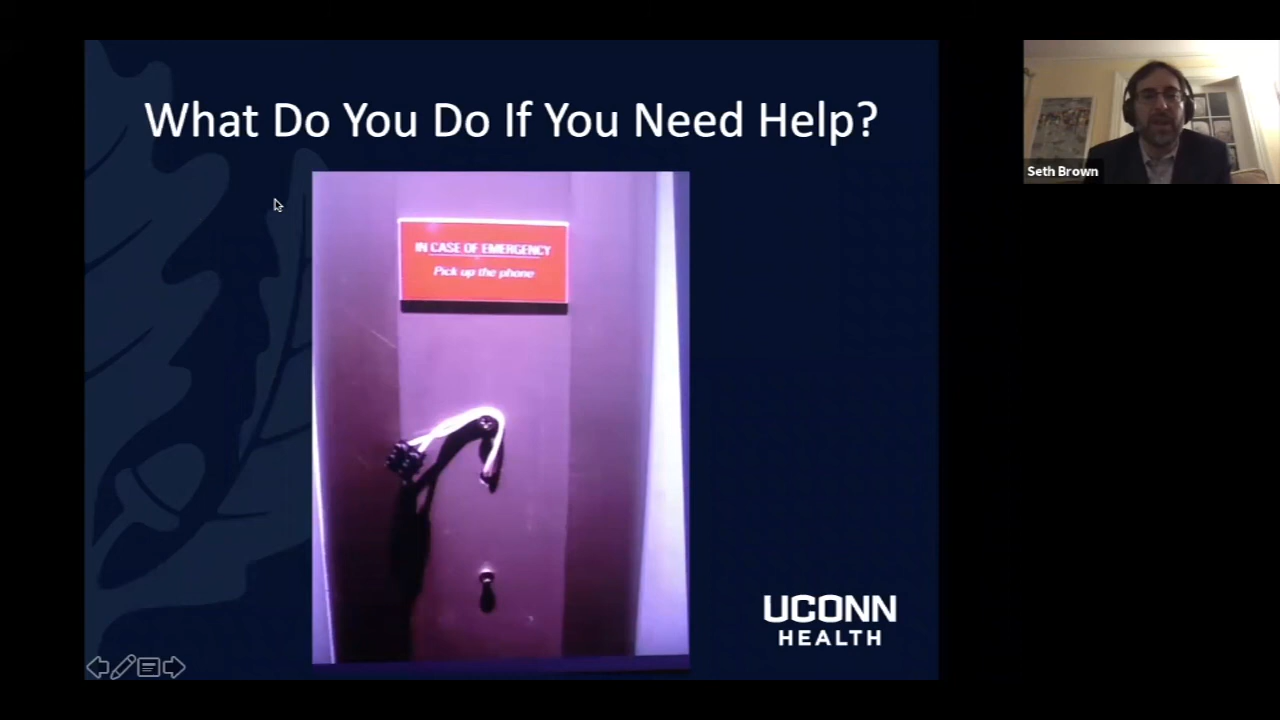 What Do You Do If You Need Help?
IN CASE OF EMERGENCY
Pick up the phone
UCONN
HEALTH
Seth Brown